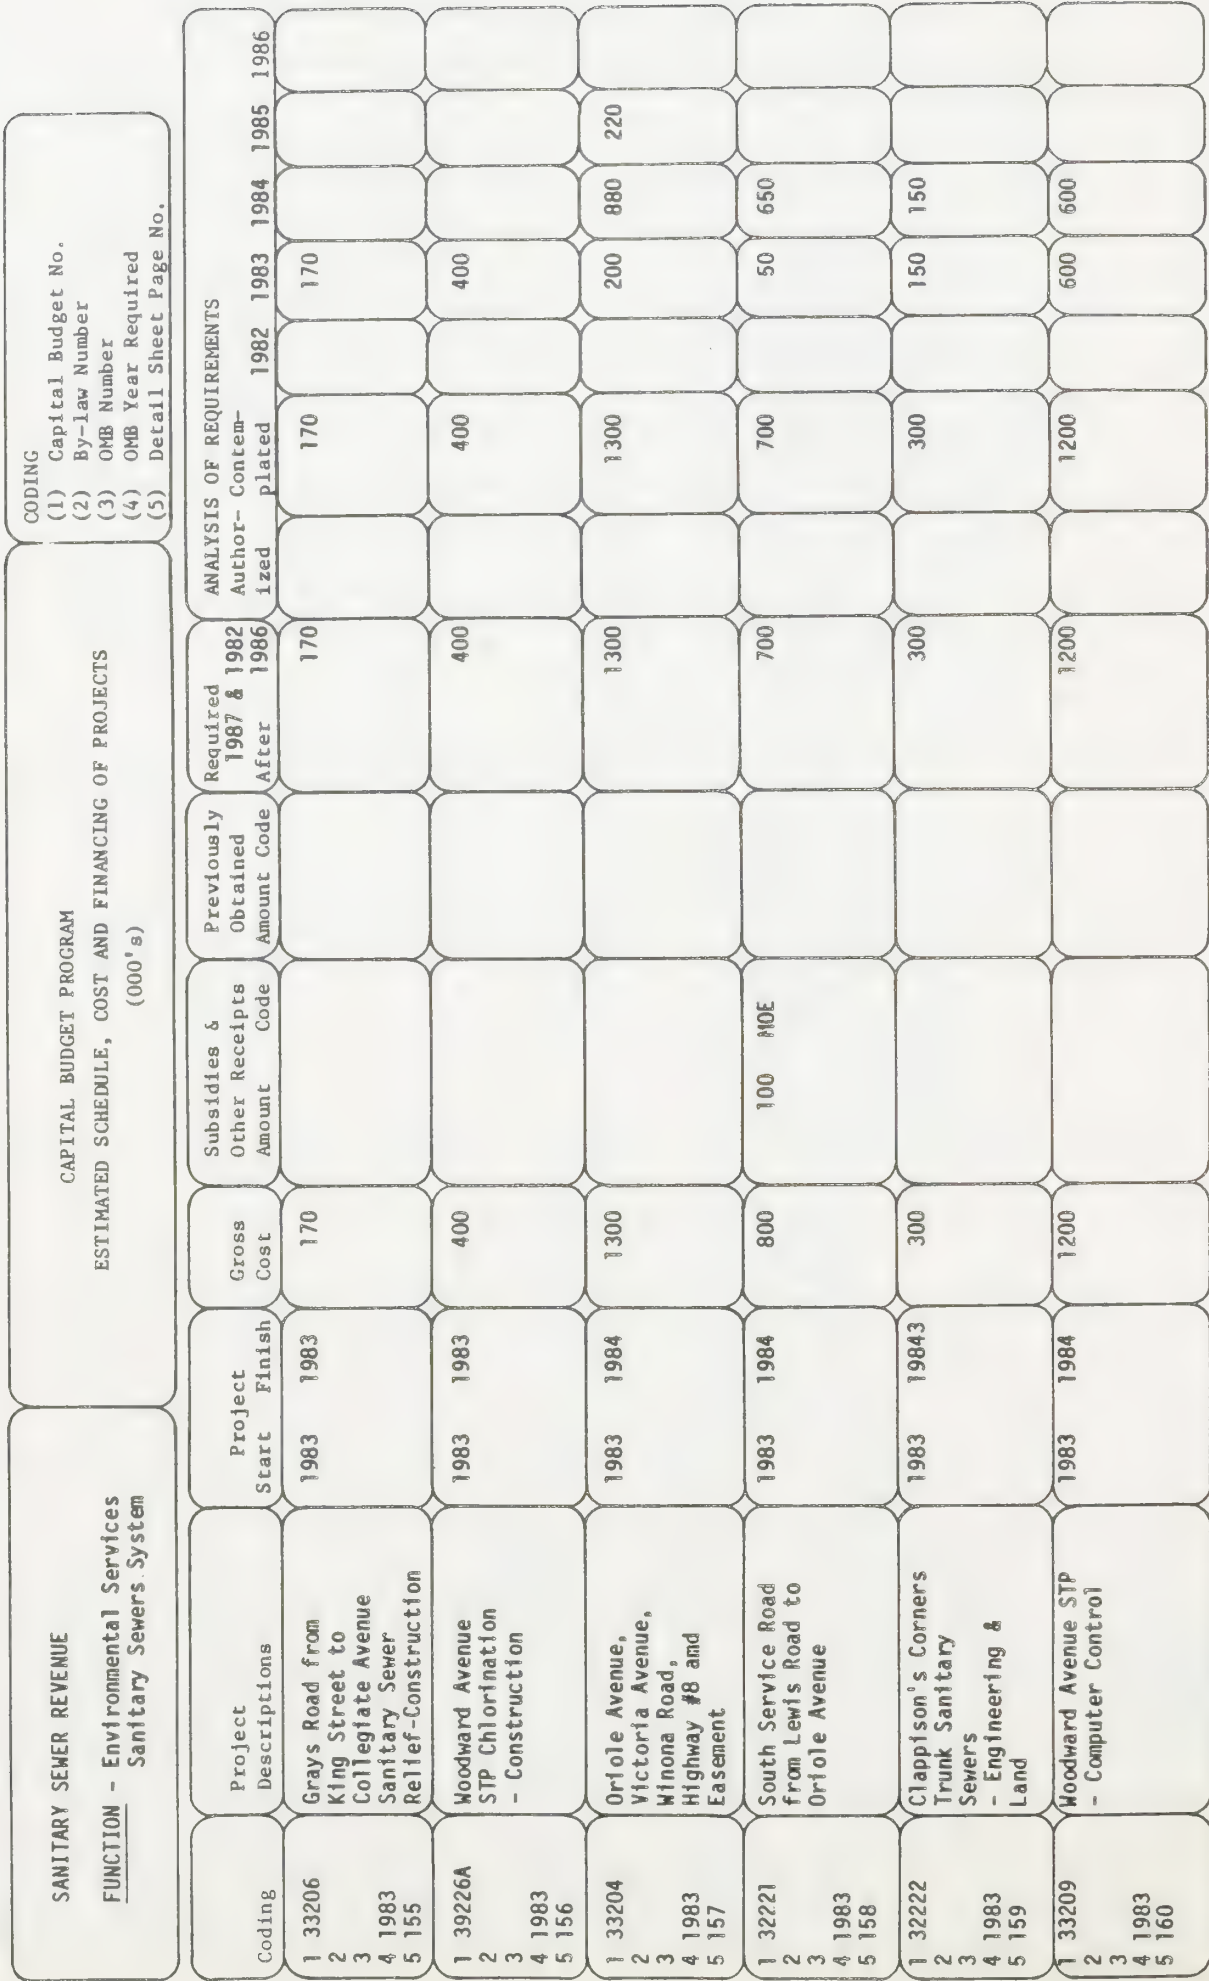 SANITARY SEWER REVENUE
FUNCTION - Environmental Services
Sanitary Sewers System
CAPITAL BUDGET PROGRAM
ESTIMATED SCHEDULE, COST AND FINANCING OF PROJECTS
(000's)
CODING
(1) Capital Budget No.
(2) By-law Number
(3) OMB Number
(4) OMB Year Required
(5) Detail Sheet Page No.
Coding
Project
Descriptions
Project
Start Finish
Gross
Cost
Subsidies &
Other Receipts
Amount Code
Previously
Obtained
Amount Code
Required
1987 & 1982
After 1986
ANALYSIS OF REQUIREMENTS
Author- Contem-
ized plated 1982 1983 1984 1985 1986
1 33206 Grays Road from 1983 1983 170 170 170 170
2 King Street to
3 Collegiate Avenue
4 1983 Sanitary Sewer
5 155 Relief-Construction
1 39226A Woodward Avenue 1983 1983 400 400 400 400
2 STP Chlorination
3 - Construction
4 1983
5 156
1 33204 Oriole Avenue, 1983 1984 1300 1300 1300 200 880 220
2 Victoria Avenue,
3 Winona Road,
4 1983 Highway #8 amd
5 157 Easement
1 32221 South Service Road 1983 1984 800 100 MOE 700 700 50 650
2 from Lewis Road to
3 Oriole Avenue
4 1983
5 158
1 32222 Clappison's Corners 1983 19843 300 300 300 150 150
2 Trunk Sanitary
3 Sewers
4 1983 - Engineering &
5 159 Land
1 33209 Woodward Avenue STP 1983 1984 1200 1200 1200 600 600
2 - Computer Control
3
4 1983
5 160